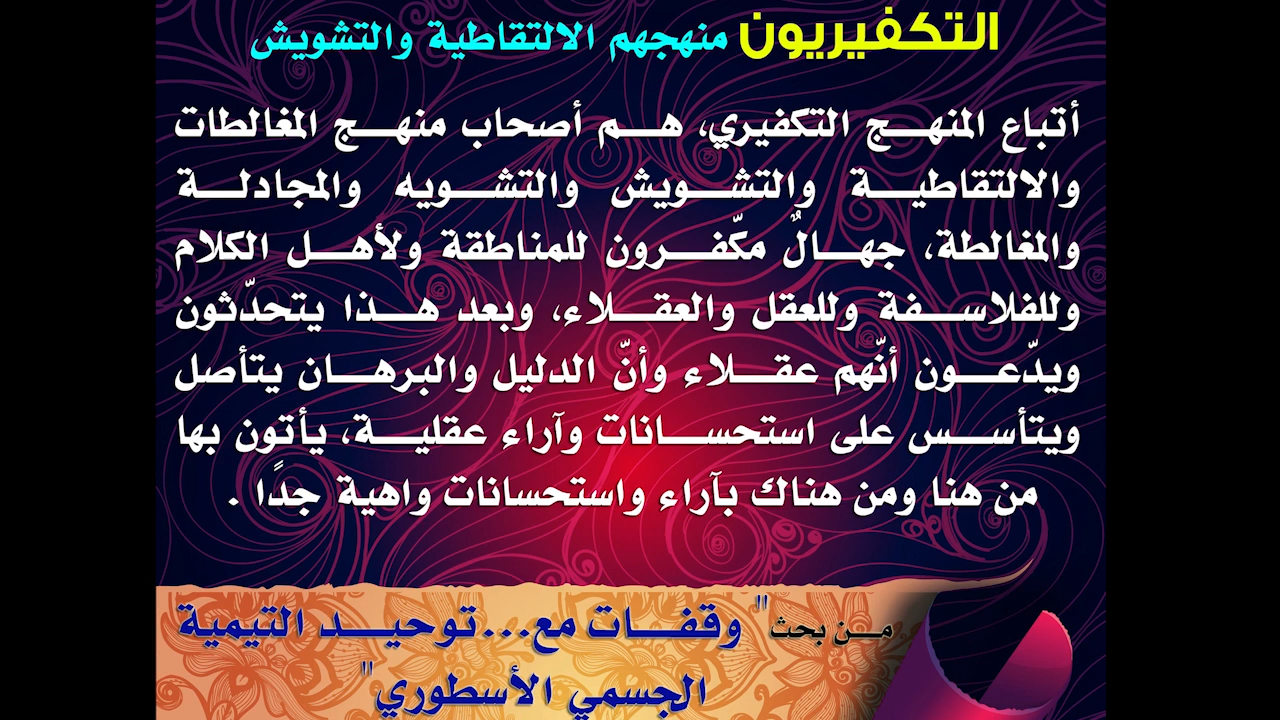 التكفيريون منهجهم الالتقاطية والتشويش
أتباع المنهج التكفيري، هم أصحاب منهج المغالطات
والالتقاطية والتشويش والتشويه والمجادلة
والمغالطة، جهالٌ مكّفرون للمناطقة ولأهل الكلام
وللفلاسفة وللعقل والعقلاء، وبعد هذا يتحدّثون
ويدّعون أنّهم عقلاء وأنّ الدليل والبرهان يتأصل
ويتأسس على استحسانات وآراء عقلية، يأتون بها
من هنا ومن هناك بآراء واستحسانات واهية جدًا .
من بحث" وقفات مع...توحيد التيمية
الجسمي الأسطوري"